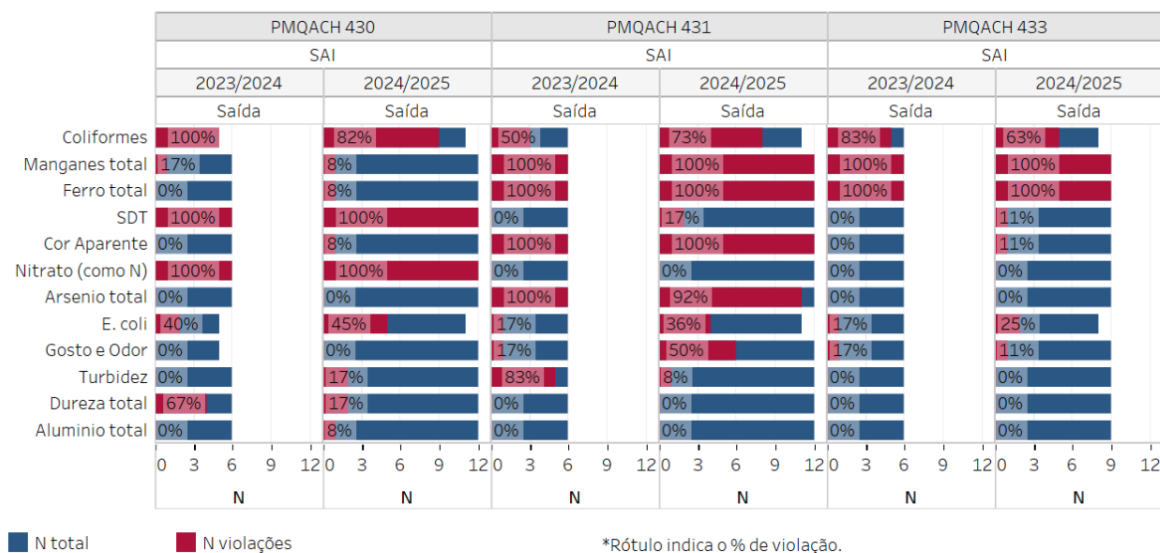 PMQACH 430 PMQACH 431 PMQACH 433
SAI SAI SAI
2023/2024 2024/2025 2023/2024 2024/2025 2023/2024 2024/2025
Saída Saída Saída Saída Saída Saída
Coliformes 100% 82% 50% 73% 83% 63%
Manganes total 17% 8% 100% 100% 100% 100%
Ferro total 0% 8% 100% 100% 100% 100%
SDT 100% 100% 0% 17% 0% 11%
Cor Aparente 0% 8% 100% 100% 0% 11%
Nitrato (como N) 100% 100% 0% 0% 0% 0%
Arsenio total 0% 0% 100% 92% 0% 0%
E. coli 40% 45% 17% 36% 17% 25%
Gosto e Odor 0% 0% 17% 50% 17% 11%
Turbidez 0% 17% 83% 8% 0% 0%
Dureza total 67% 17% 0% 0% 0% 0%
Aluminio total 0% 8% 0% 0% 0% 0%
0 3 6 9 12 0 3 6 9 12 0 3 6 9 12 0 3 6 9 12 0 3 6 9 12 0 3 6 9 12
N N N N N N
N total N violações *Rótulo indica o % de violação.